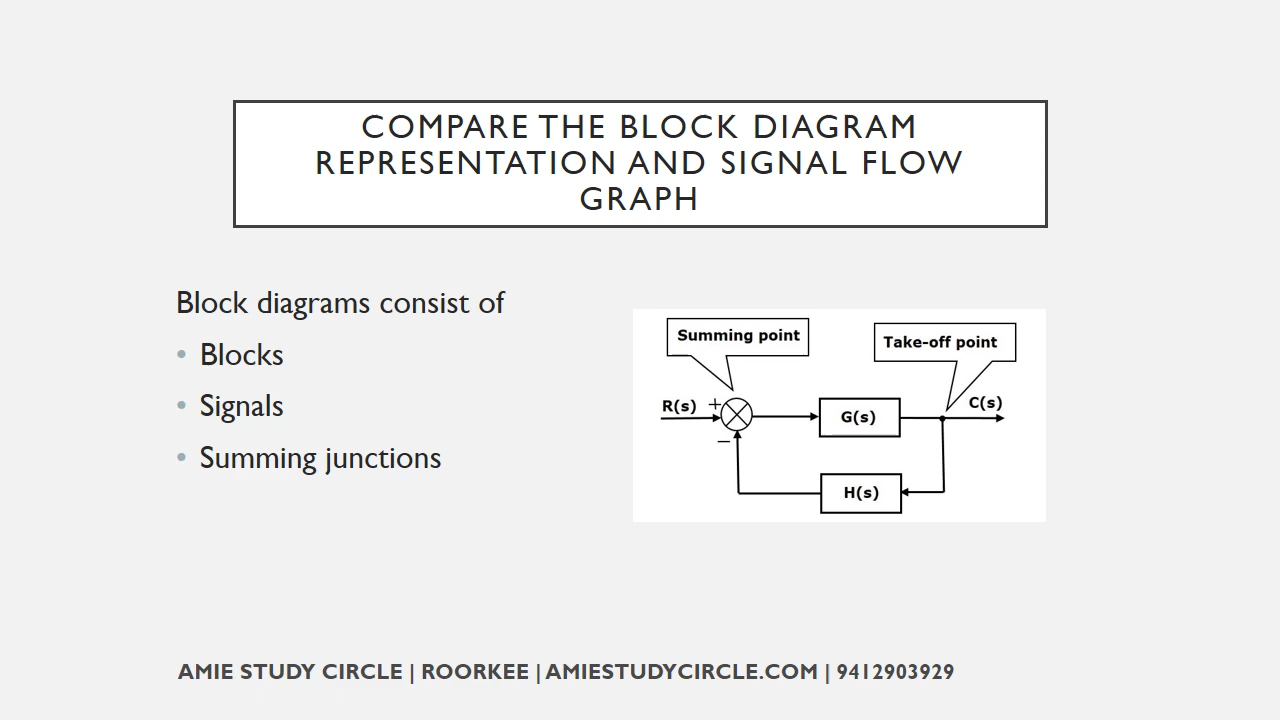 COMPARE THE BLOCK DIAGRAM
REPRESENTATION AND SIGNAL FLOW
GRAPH
Block diagrams consist of
• Blocks
• Signals
• Summing junctions
Summing point
Take-off point
R(s)
+
G(s)
C(s)
–
H(s)
AMIE STUDY CIRCLE | ROORKEE | AMIESTUDYCIRCLE.COM | 9412903929